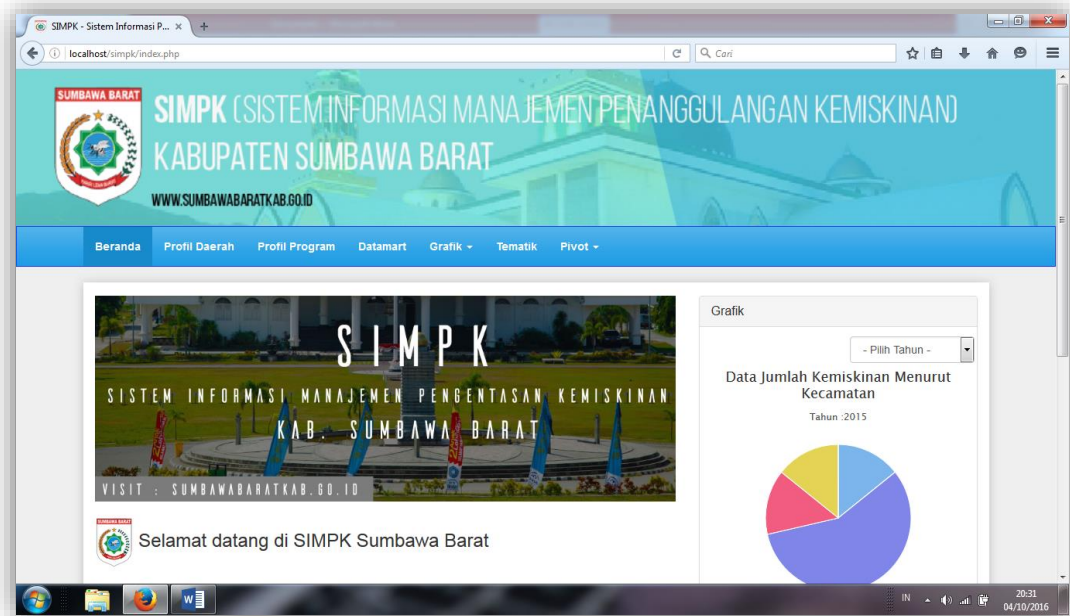 SIMPK - Sistem Informasi P...
localhost/simpk/index.php
Cari
SUMBAWA BARAT
SIMPK (SISTEM INFORMASI MANAJEMEN PENANGGULANGAN KEMISKINAN)
KABUPATEN SUMBAWA BARAT
WWW.SUMBAWABARATKAB.GO.ID
Beranda Profil Daerah Profil Program Datamart Grafik Tematik Pivot
SIMPK
SISTEM INFORMASI MANAJEMEN PENGENTASAN KEMISKINAN
KAB. SUMBAWA BARAT
VISIT : SUMBAWABARATKAB.GO.ID
Grafik
- Pilih Tahun -
Data Jumlah Kemiskinan Menurut
Kecamatan
Tahun :2015
SUMBAWA BARAT
Selamat datang di SIMPK Sumbawa Barat
IN
20:31
04/10/2016